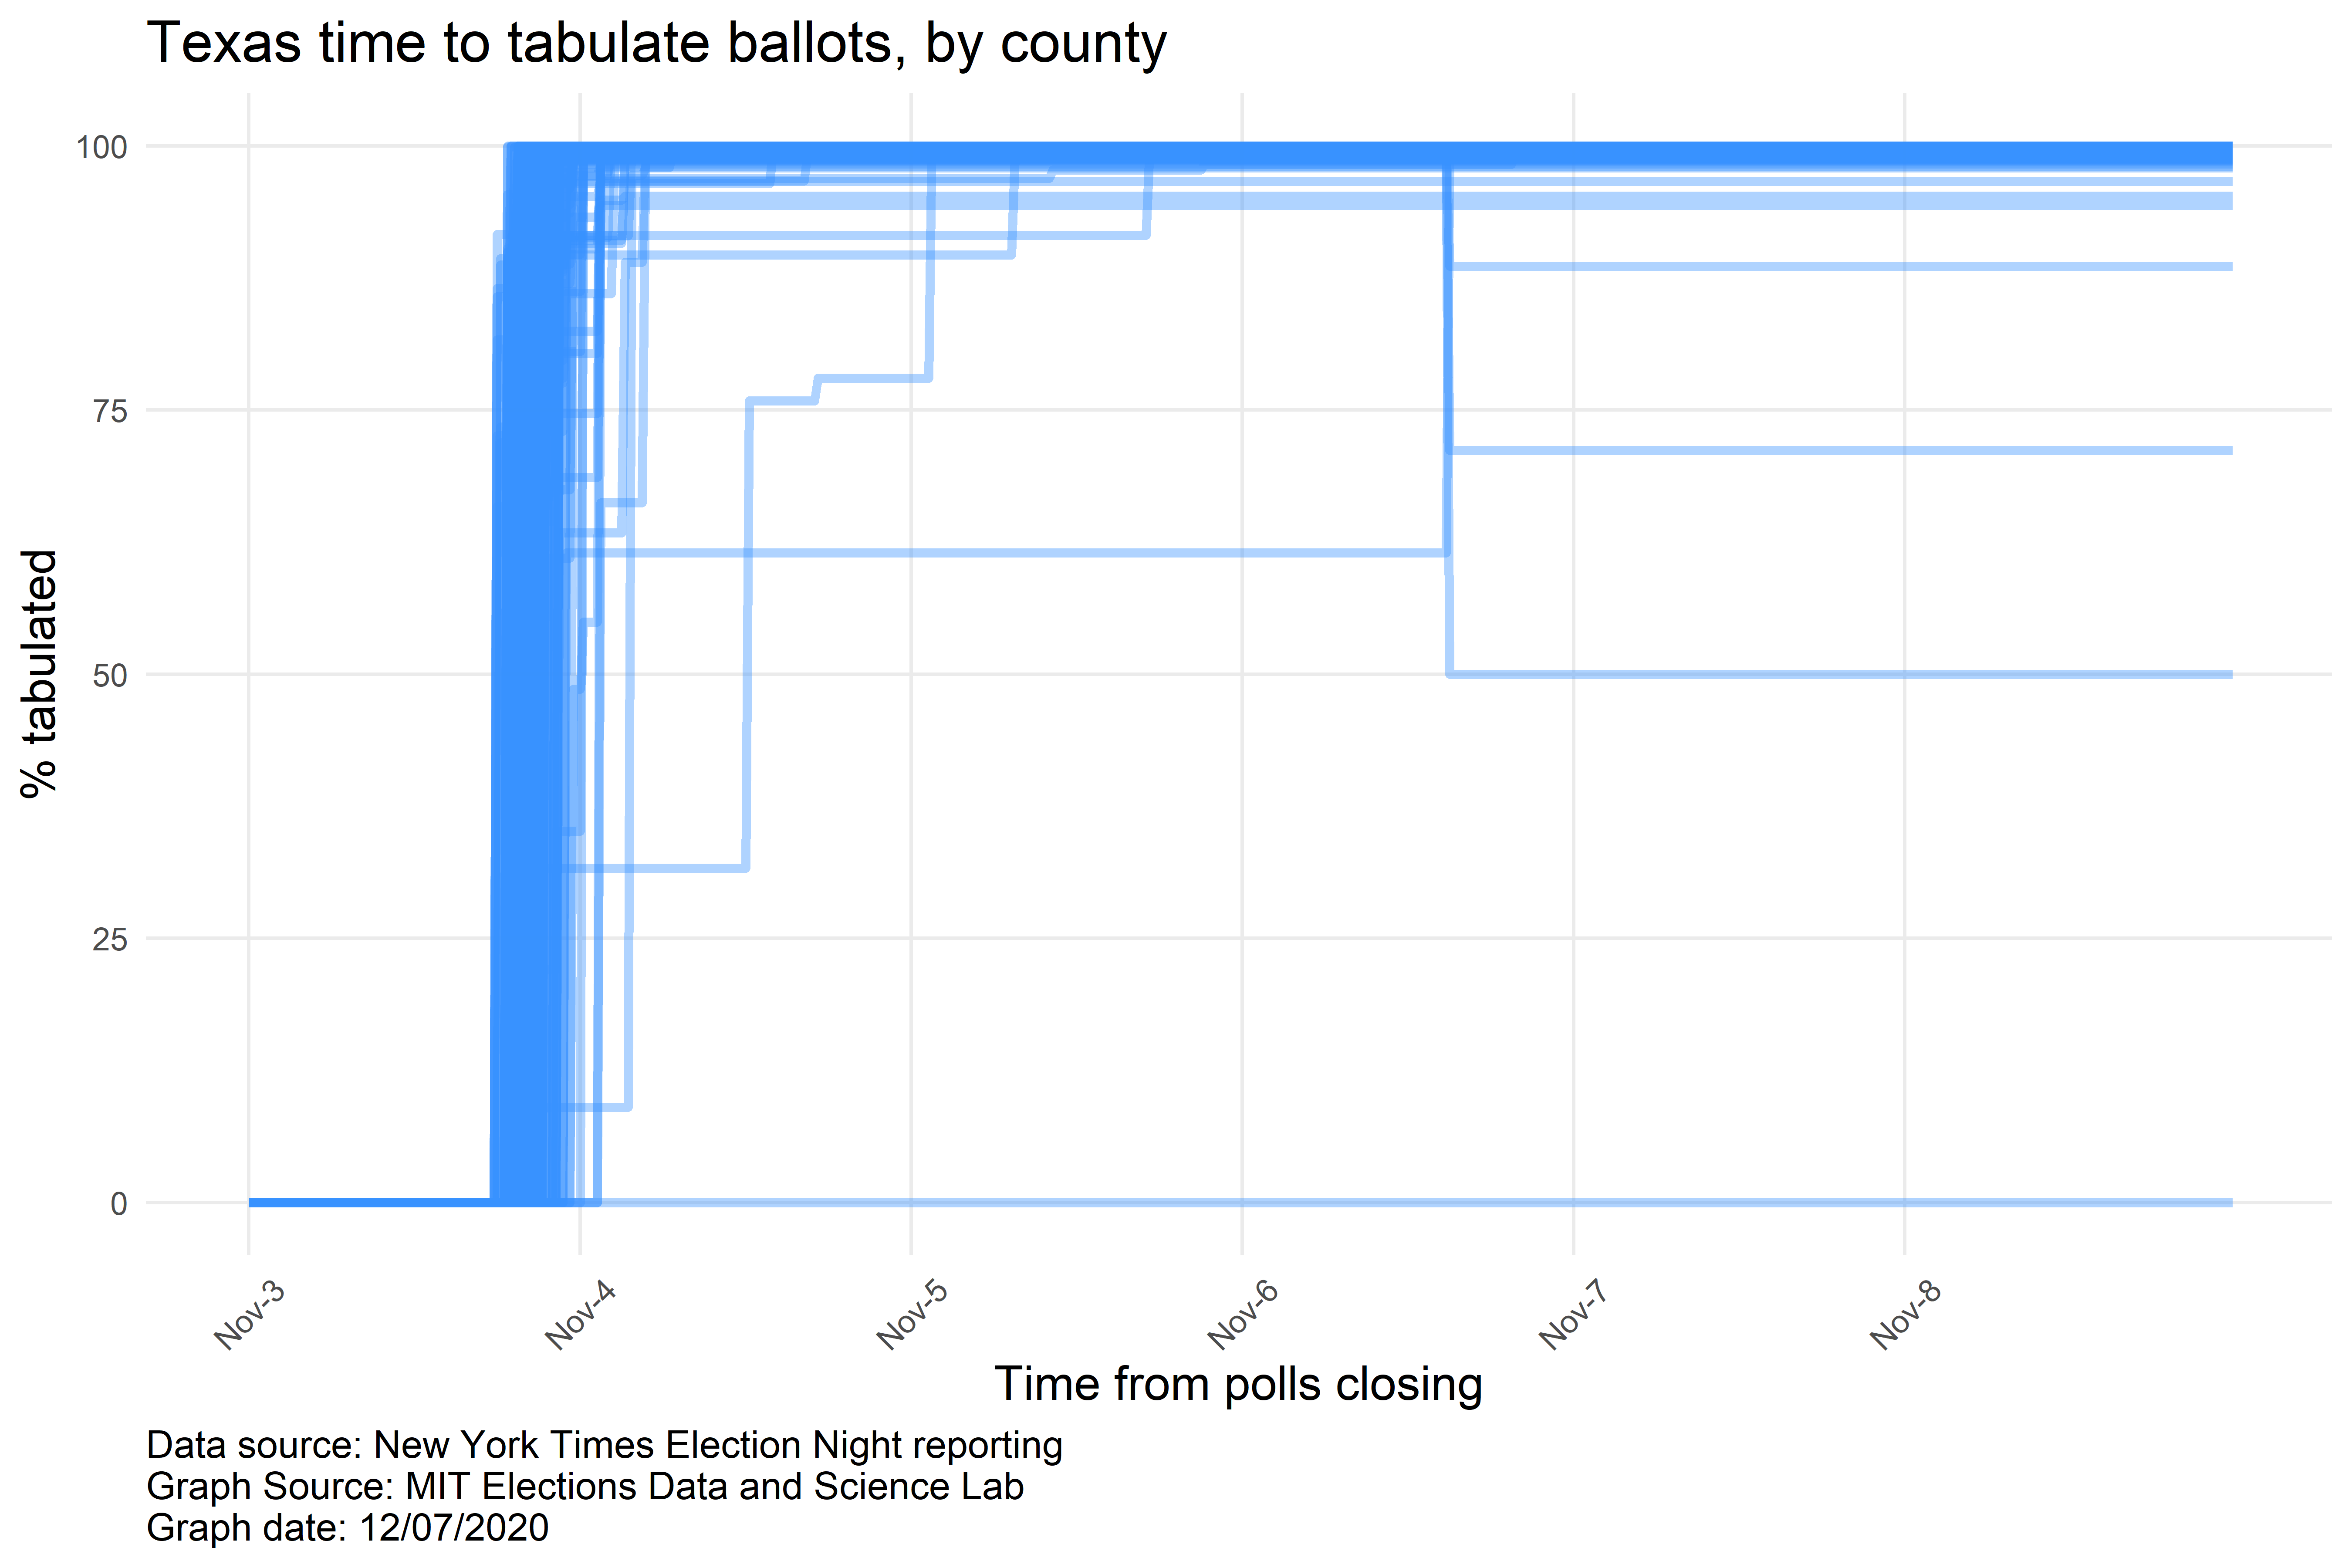 Texas time to tabulate ballots, by county
100
75
50
25
0
% tabulated
Nov-3
Nov-4
Nov-5
Nov-6
Nov-7
Nov-8
Time from polls closing
Data source: New York Times Election Night reporting
Graph Source: MIT Elections Data and Science Lab
Graph date: 12/07/2020